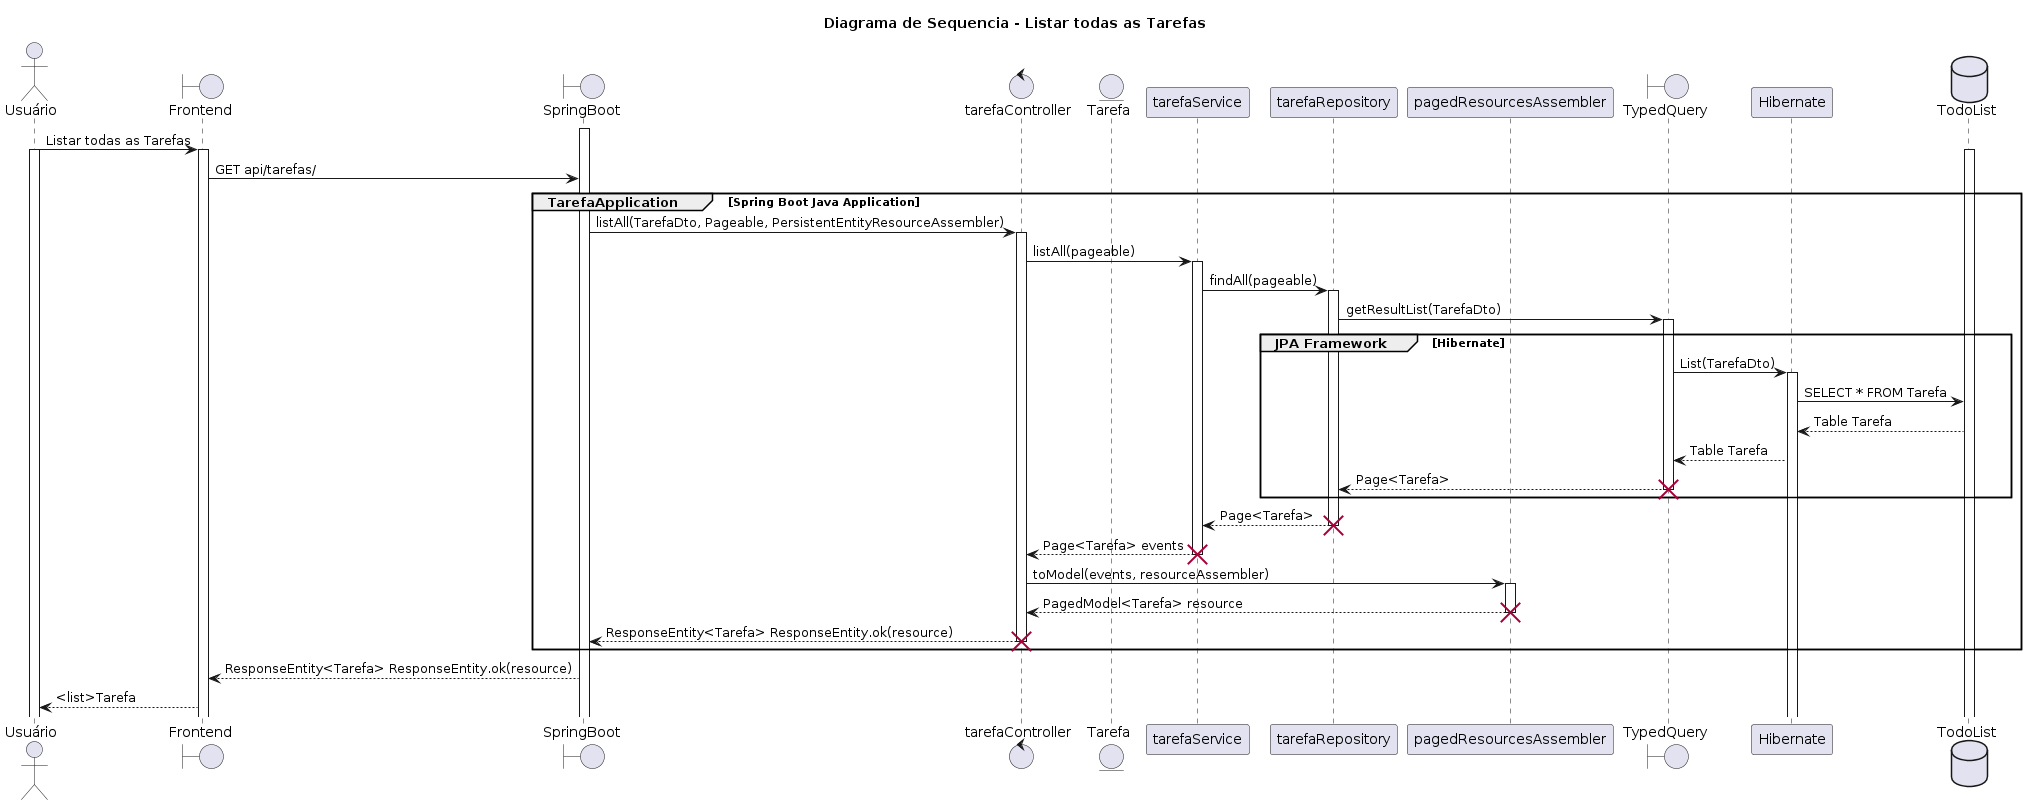 Diagrama de Sequencia - Listar todas as Tarefas
Usuário
Frontend
SpringBoot
tarefaController
Tarefa
tarefaService
tarefaRepository
pagedResourcesAssembler
TypedQuery
Hibernate
TodoList
Listar todas as Tarefas
GET api/tarefas/
TarefaApplication [Spring Boot Java Application]
listAll(TarefaDto, Pageable, PersistentEntityResourceAssembler)
listAll(pageable)
findAll(pageable)
getResultList(TarefaDto)
JPA Framework [Hibernate]
List(TarefaDto)
SELECT * FROM Tarefa
Table Tarefa
Table Tarefa
Page<Tarefa>
Page<Tarefa>
Page<Tarefa> events
toModel(events, resourceAssembler)
PagedModel<Tarefa> resource
ResponseEntity<Tarefa> ResponseEntity.ok(resource)
ResponseEntity<Tarefa> ResponseEntity.ok(resource)
<list>Tarefa
Usuário
Frontend
SpringBoot
tarefaController
Tarefa
tarefaService
tarefaRepository
pagedResourcesAssembler
TypedQuery
Hibernate
TodoList